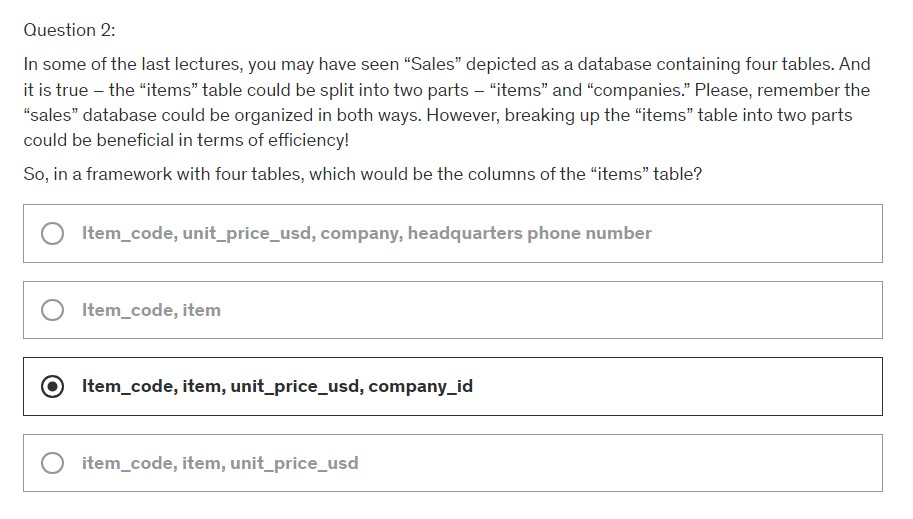 Question 2:
In some of the last lectures, you may have seen “Sales” depicted as a database containing four tables. And
it is true – the “items” table could be split into two parts – “items” and “companies.” Please, remember the
“sales” database could be organized in both ways. However, breaking up the “items” table into two parts
could be beneficial in terms of efficiency!
So, in a framework with four tables, which would be the columns of the “items” table?
Item_code, unit_price_usd, company, headquarters phone number
Item_code, item
Item_code, item, unit_price_usd, company_id
item_code, item, unit_price_usd